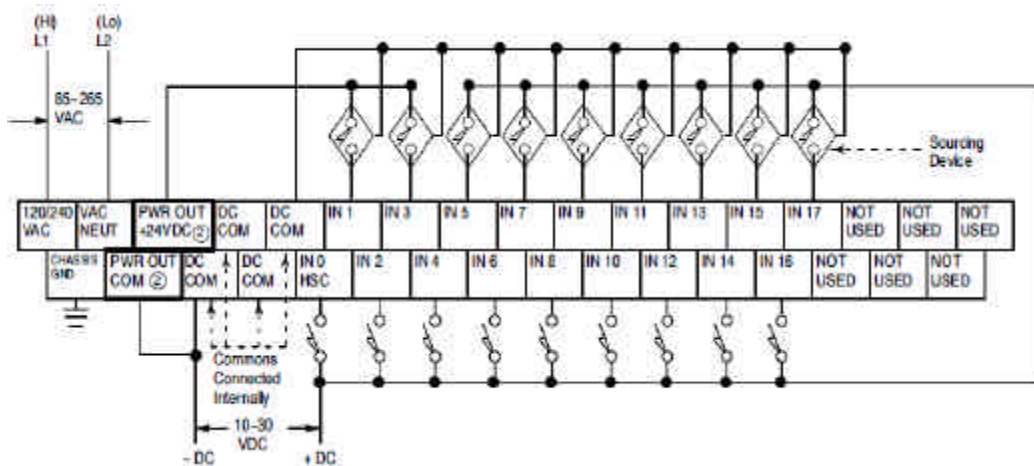 (Hi)
L1
(Lo)
L2
85–265
VAC
Sourcing
Device
120/240
VAC
VAC
NEUT
PWR OUT
+24VDC ②
DC
COM
DC
COM
IN 1
IN 3
IN 5
IN 7
IN 9
IN 11
IN 13
IN 15
IN 17
NOT
USED
NOT
USED
NOT
USED
CHASSIS
GND
PWR OUT
COM ②
DC
COM
DC
COM
IN 0
HSC
IN 2
IN 4
IN 6
IN 8
IN 10
IN 12
IN 14
IN 16
NOT
USED
NOT
USED
NOT
USED
Commons
Connected
Internally
10–30
VDC
– DC
+ DC